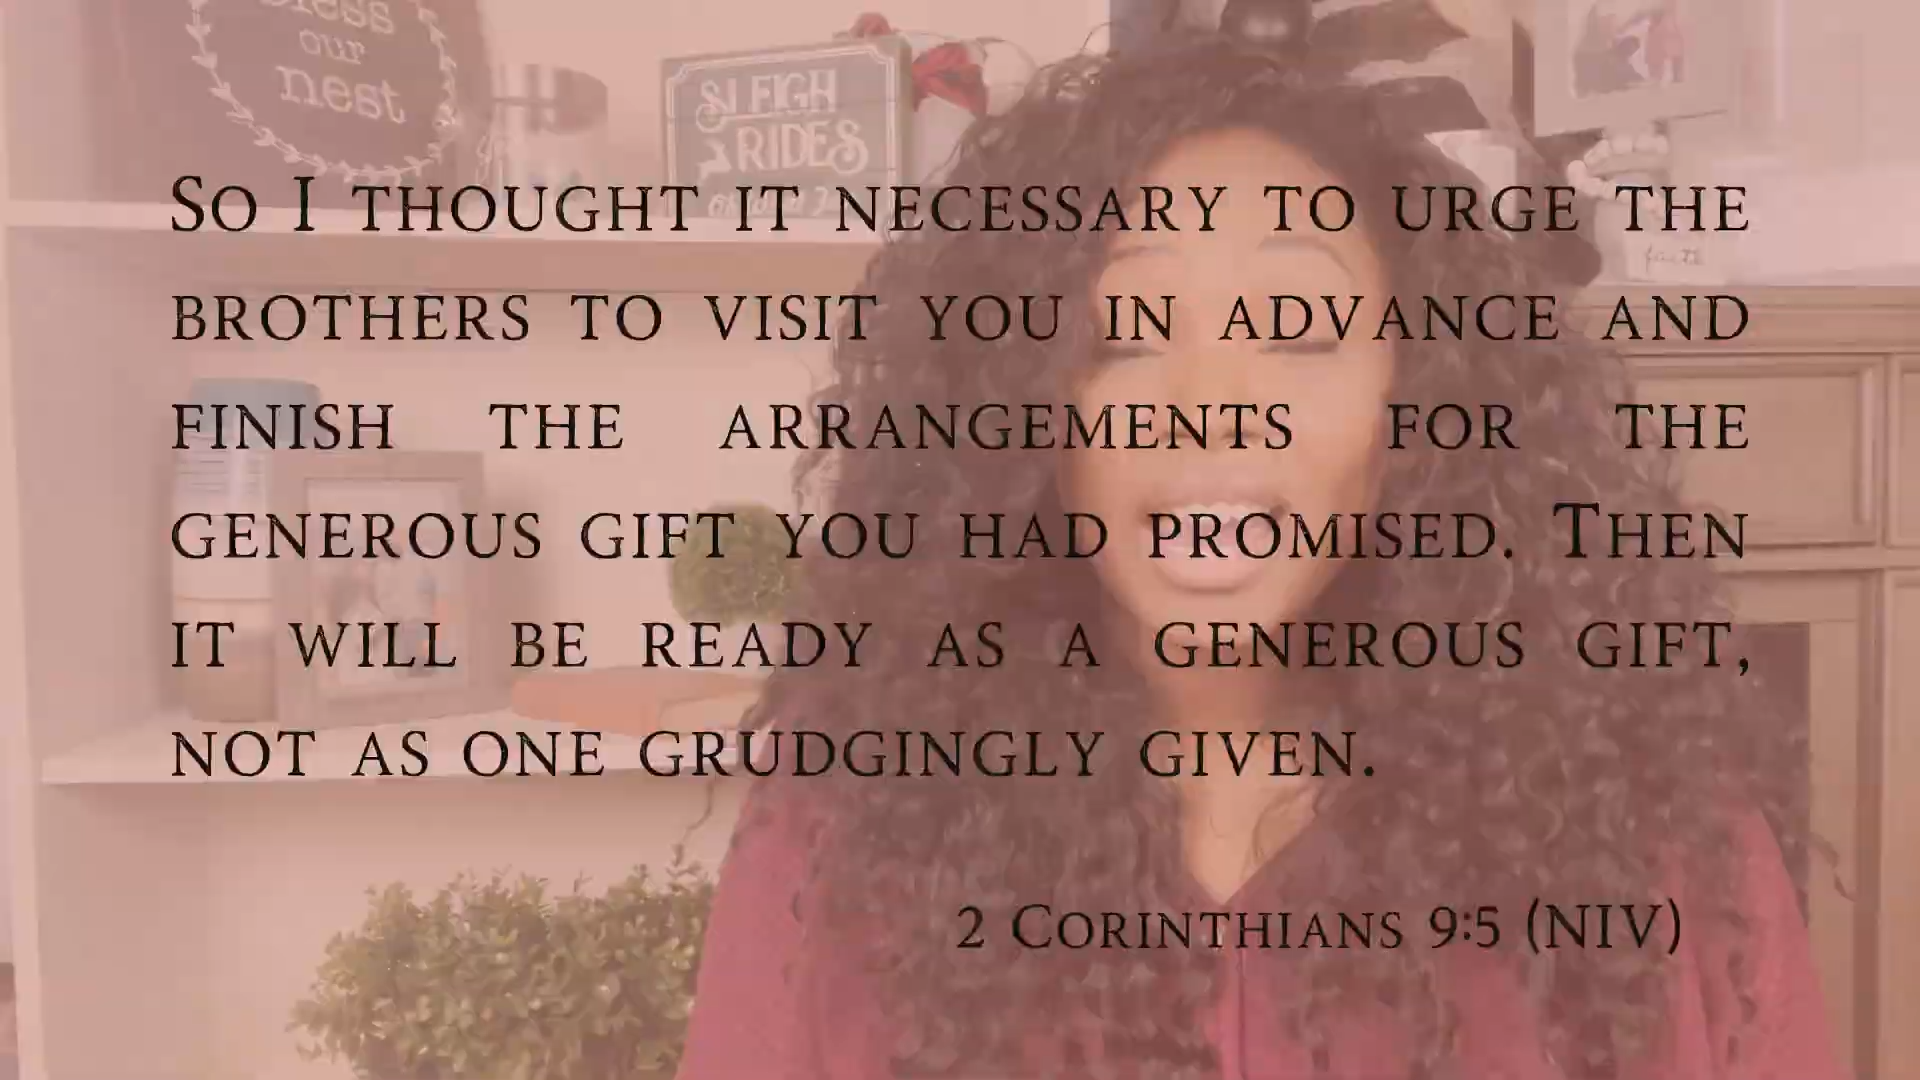 bless
our
nest
SLEIGH
RIDES
faith
So I thought it necessary to urge the
brothers to visit you in advance and
finish the arrangements for the
generous gift you had promised. Then
it will be ready as a generous gift,
not as one grudgingly given.
2 Corinthians 9:5 (NIV)